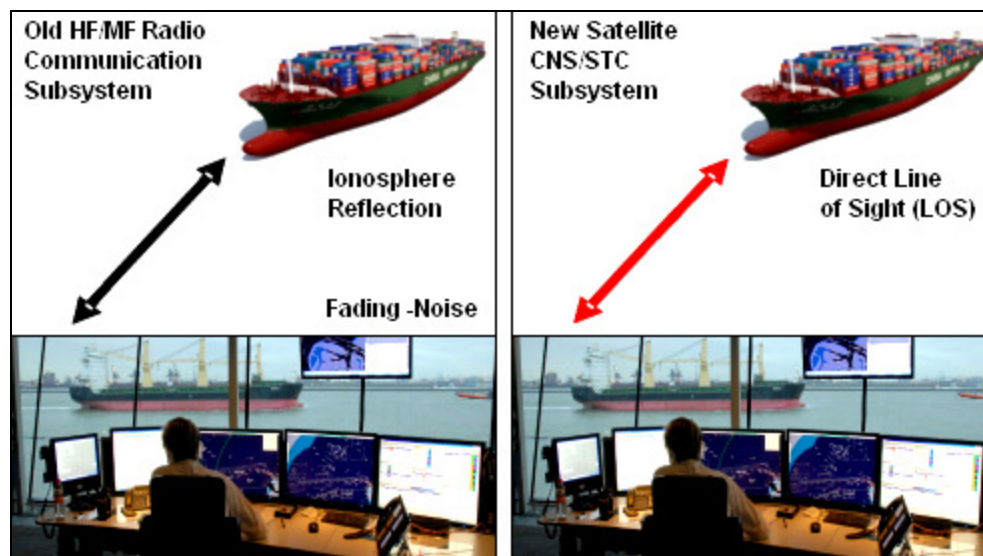 Old HF/MF Radio
Communication
Subsystem
Ionosphere
Reflection
Fading -Noise
New Satellite
CNS/STC
Subsystem
Direct Line
of Sight (LOS)